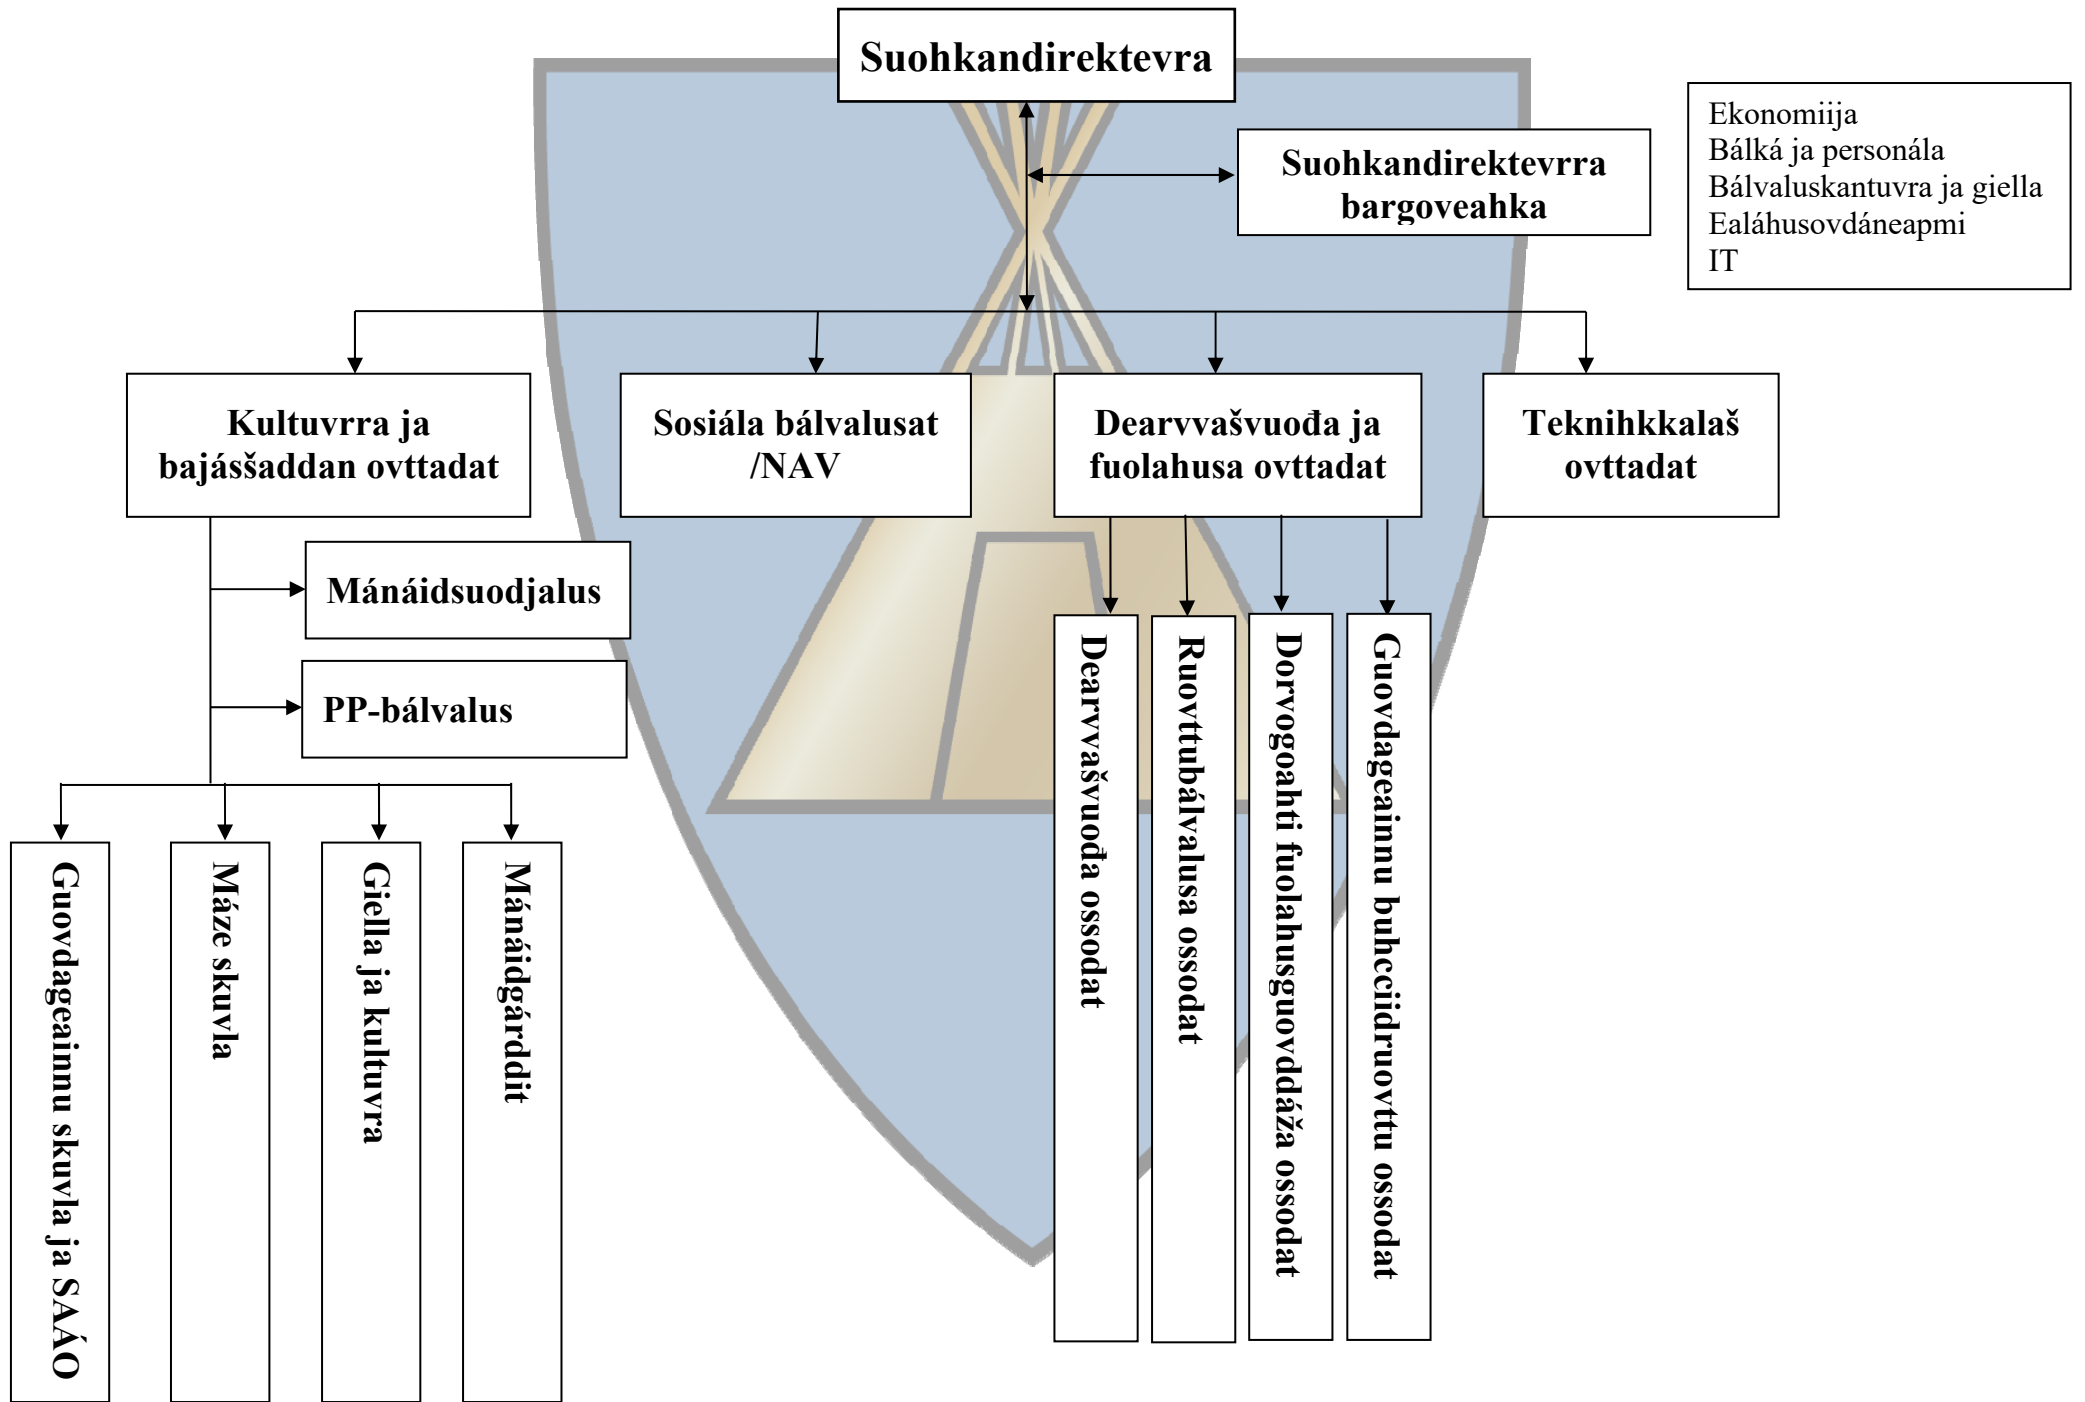 Suohkandirektevra
Suohkandirektevrra
bargoveahka
Ekonomiija
Bálká ja personála
Bálvaluskantuvra ja giella
Ealáhusovdáneapmi
IT
Kultuvrra ja
bajásšaddan ovttadat
Sosiála bálvalusat
/NAV
Dearvvašvuođa ja
fuolahusa ovttadat
Teknihkkalaš
ovttadat
Mánáidsuodjalus
PP-bálvalus
Guovdageainnu skuvla ja SAÁO
Máze skuvla
Giella ja kultuvra
Mánáidgárddit
Dearvvašvuođa ossodat
Ruovttubálvalusa ossodat
Dorvogoahti fuolahusguovddáža ossodat
Guovdageainnu buhcciidruovttu ossodat